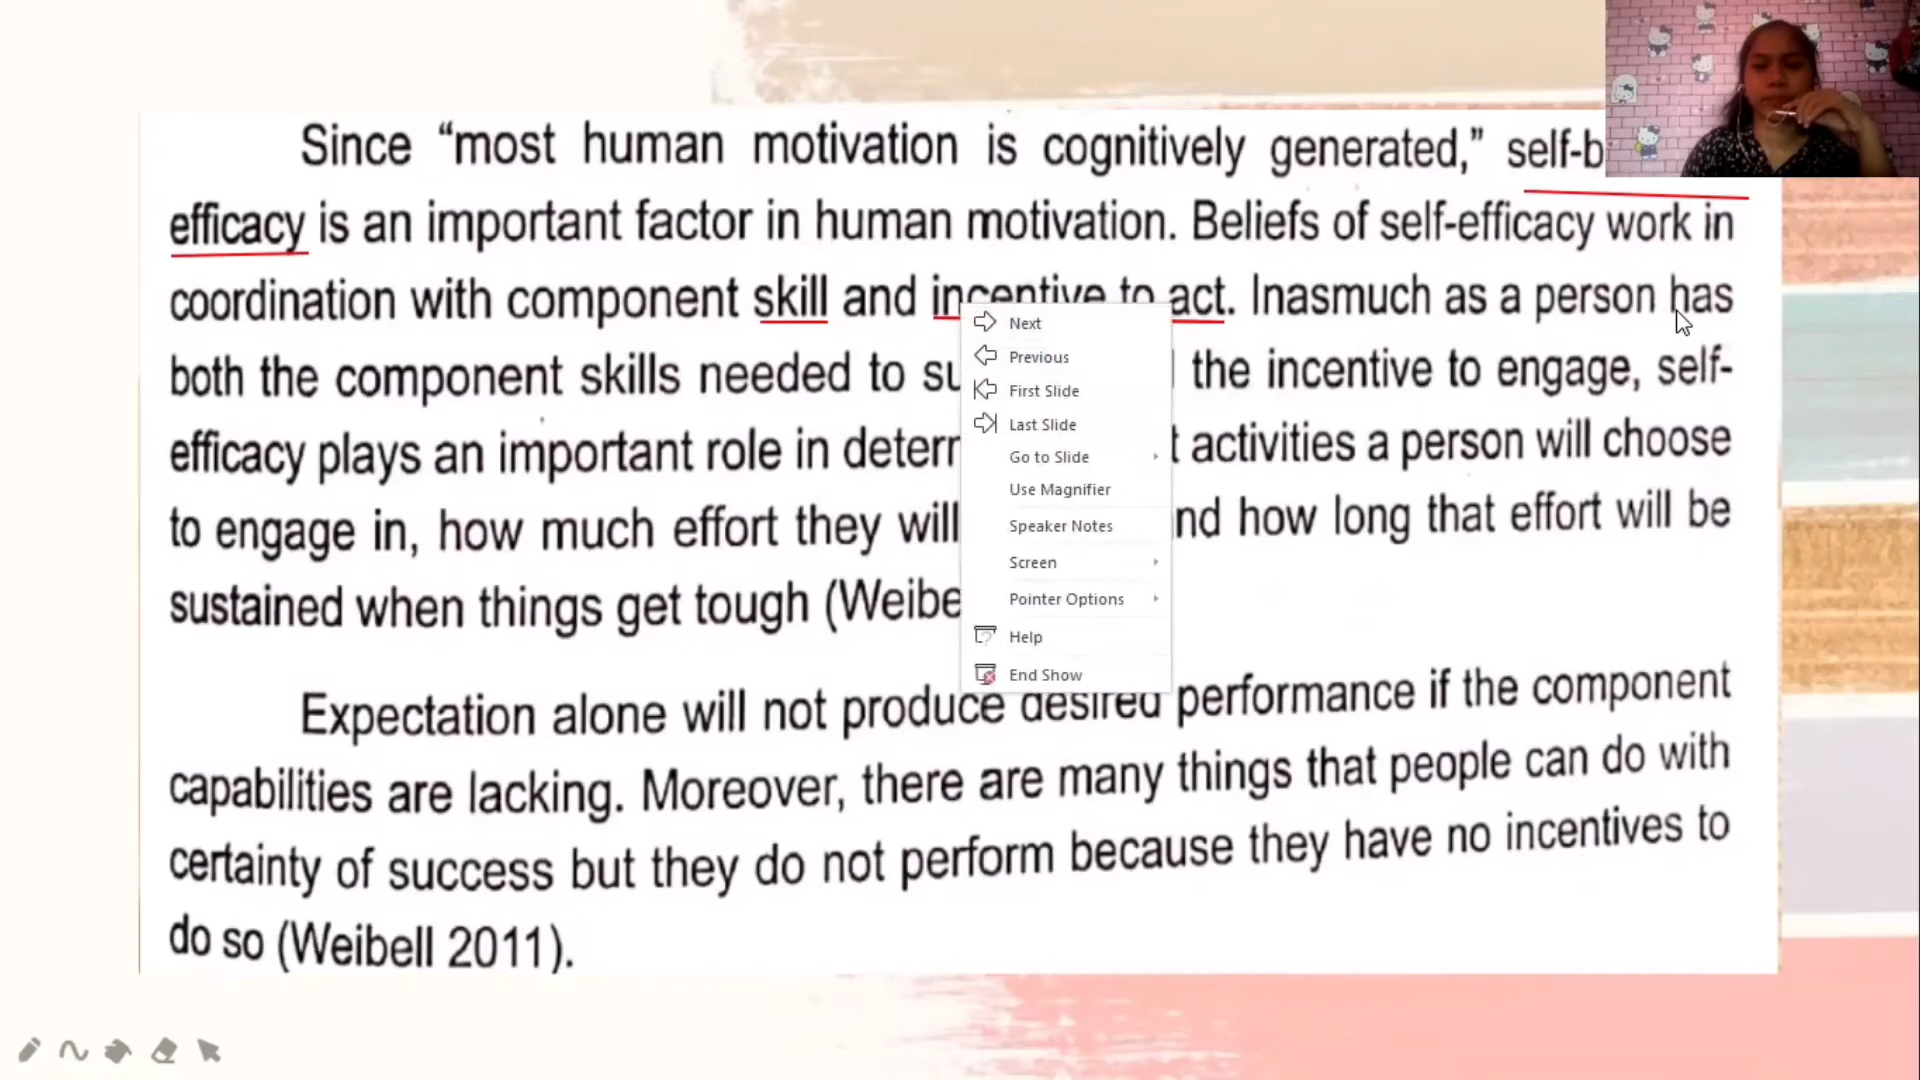 Since “most human motivation is cognitively generated,” self-b
efficacy is an important factor in human motivation. Beliefs of self-efficacy work in
coordination with component skill and incentive to act. Inasmuch as a person has
both the component skills needed to su the incentive to engage, self-
efficacy plays an important role in deter activities a person will choose
to engage in, how much effort they will nd how long that effort will be
sustained when things get tough (Weibe
Expectation alone will not produce desired performance if the component
capabilities are lacking. Moreover, there are many things that people can do with
certainty of success but they do not perform because they have no incentives to
do so (Weibell 2011).
Next
Previous
First Slide
Last Slide
Go to Slide
Use Magnifier
Speaker Notes
Screen
Pointer Options
Help
End Show